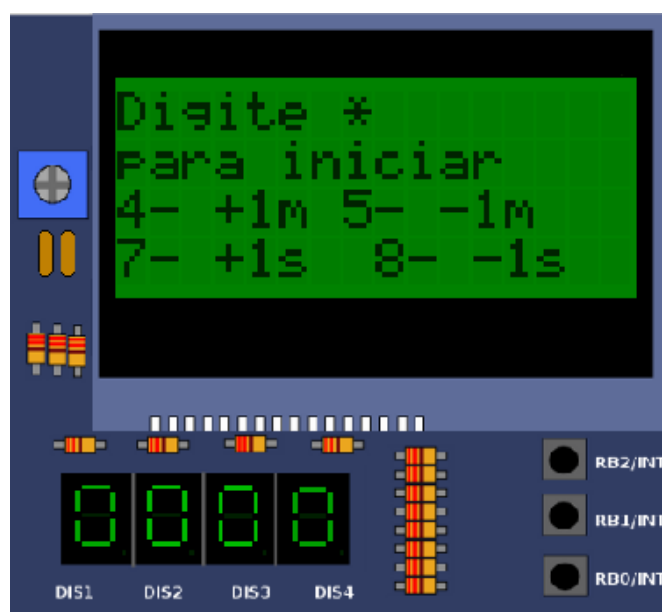 Digite *
para iniciar
4- +1m 5- -1m
7- +1s 8- -1s
RB2/INT
RB1/INT
0000
RB0/INT
DIS1 DIS2 DIS3 DIS4